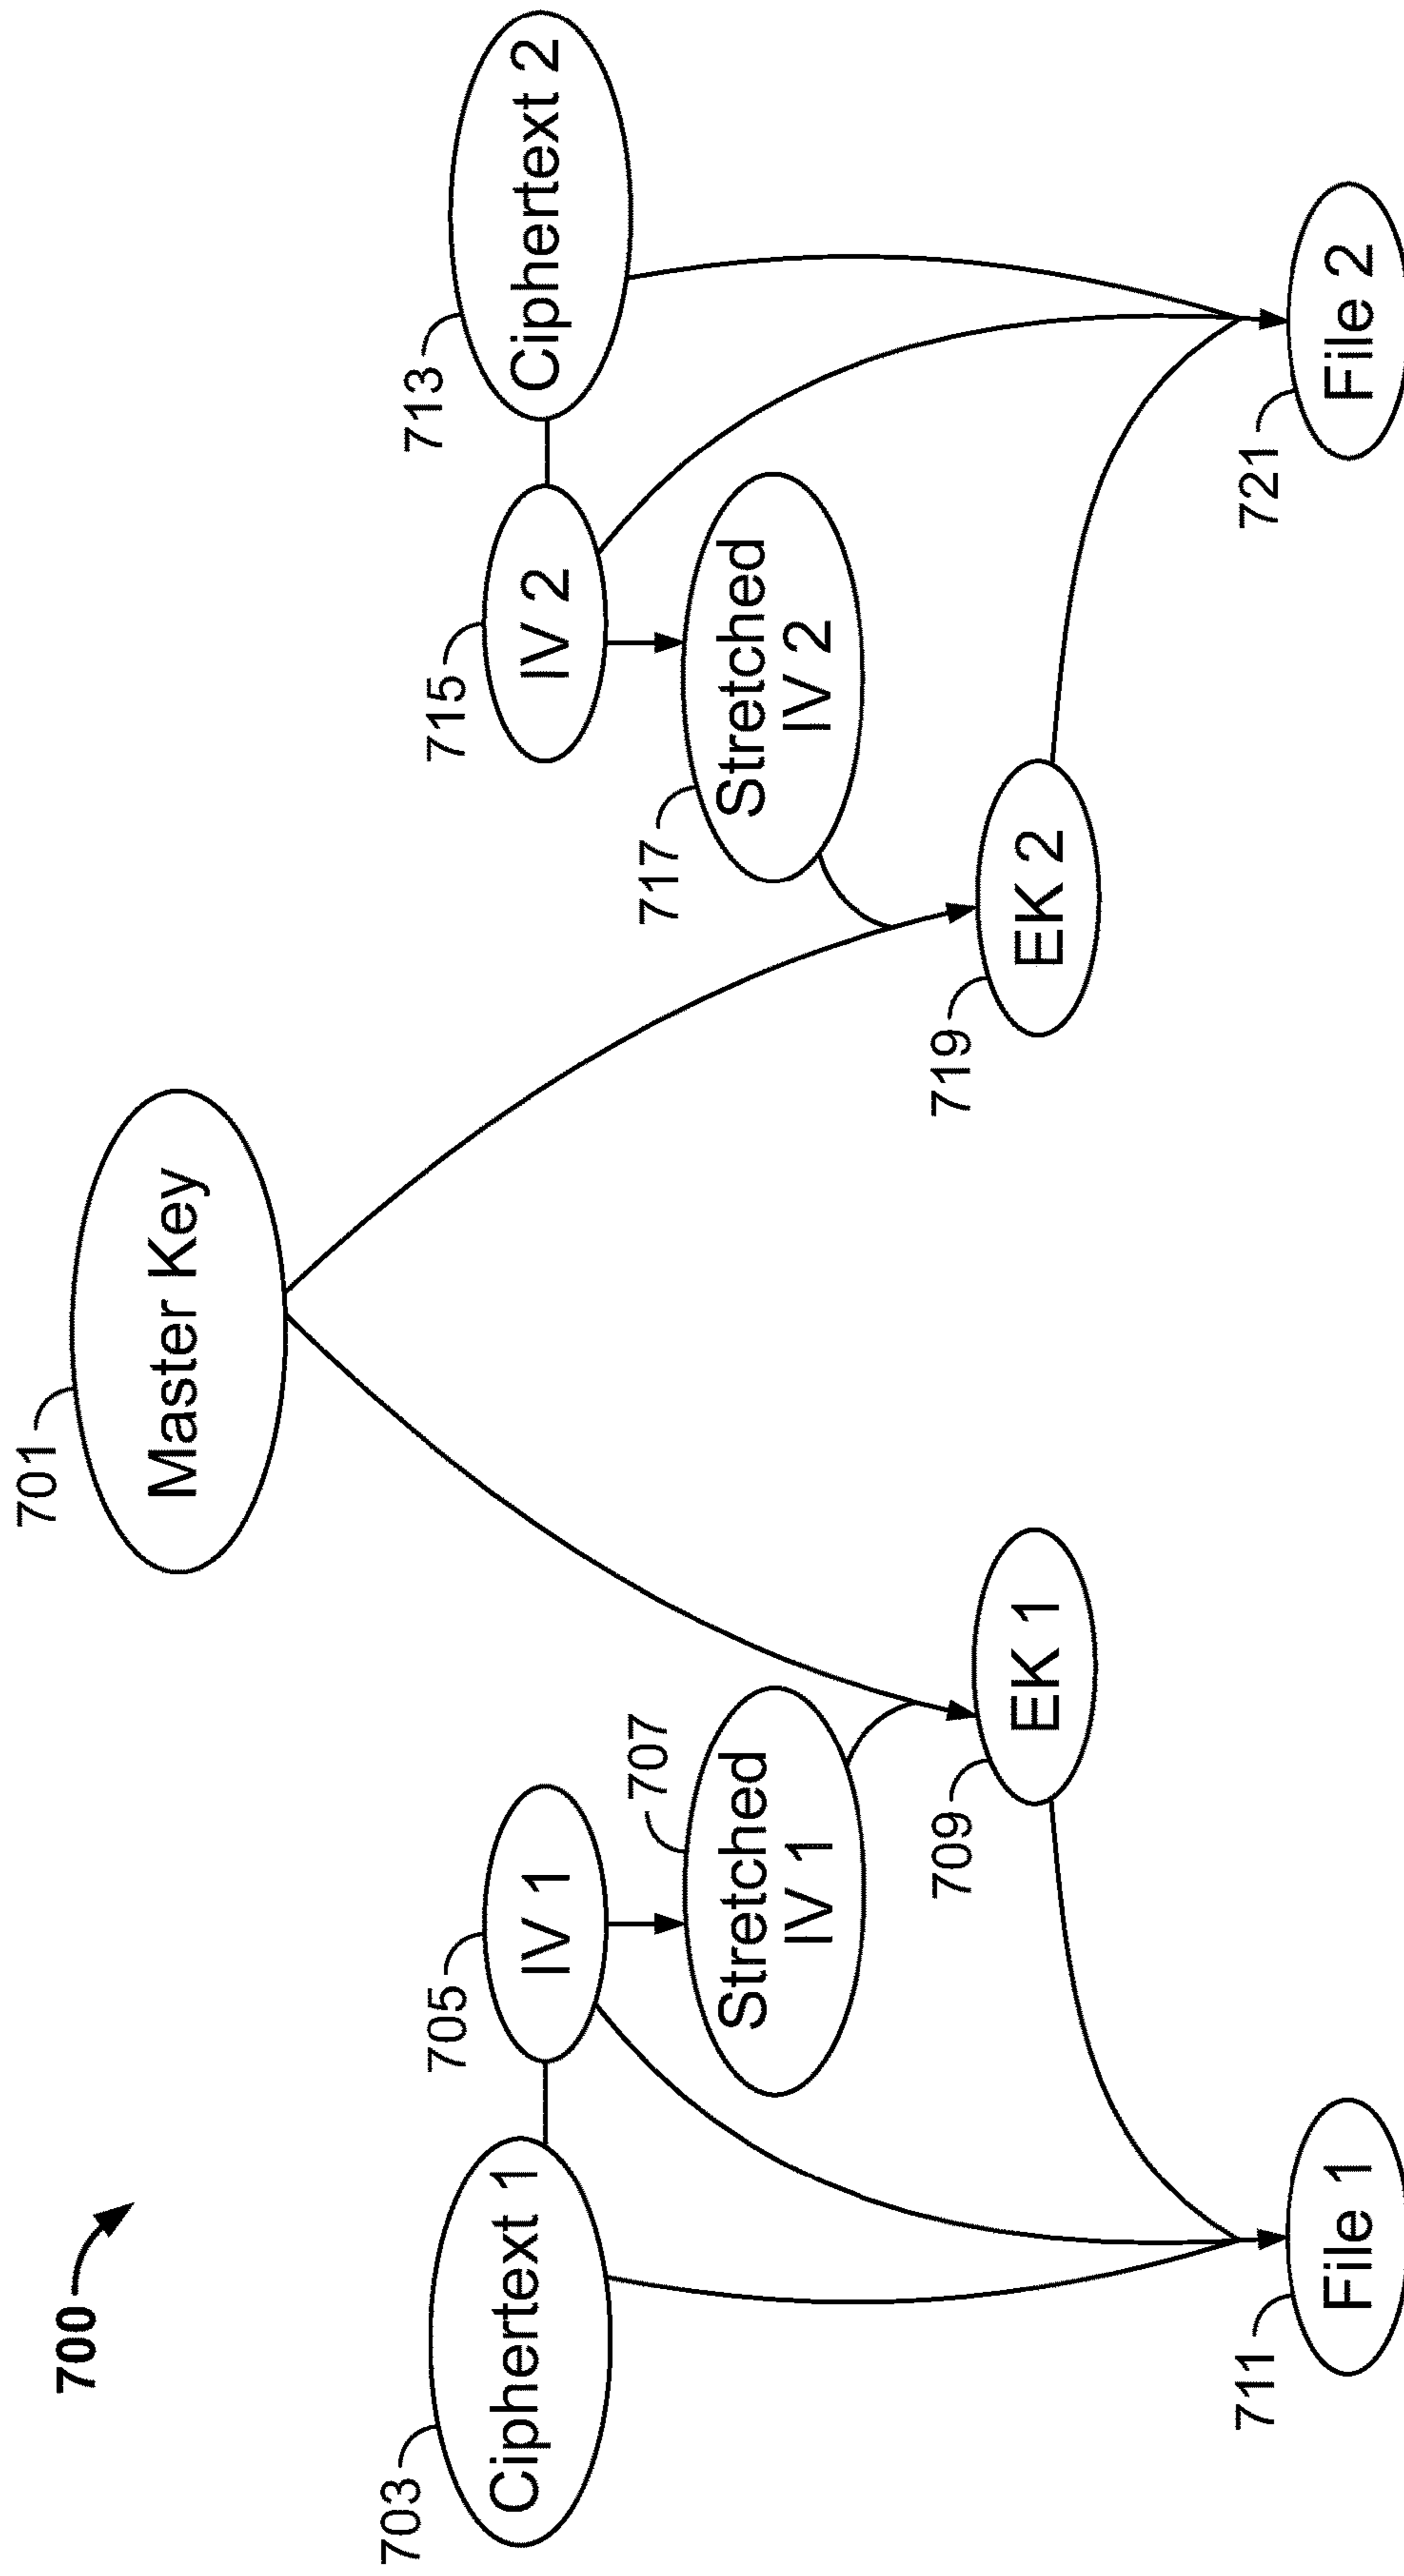 700
701
Master Key
703
Ciphertext 1
705
IV 1
707
Stretched
IV 1
709
EK 1
711
File 1
713
Ciphertext 2
715
IV 2
717
Stretched
IV 2
719
EK 2
721
File 2